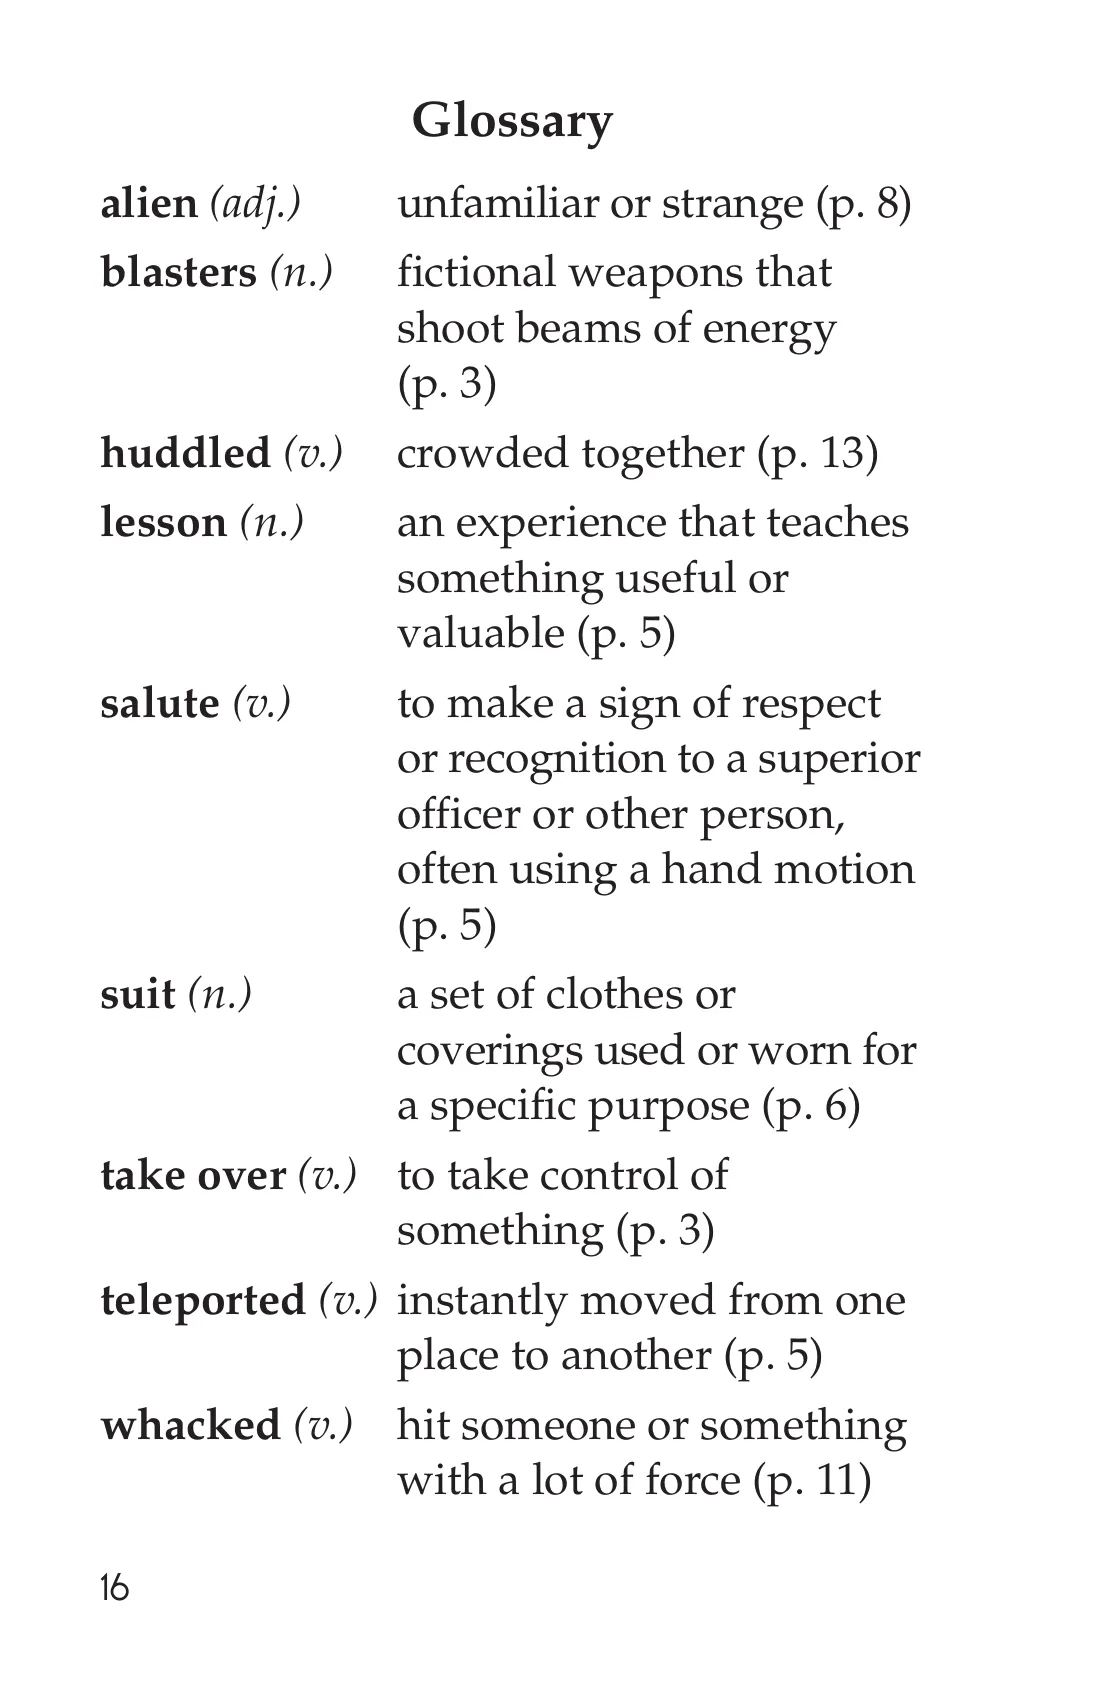 Glossary
alien (adj.) unfamiliar or strange (p. 8)
blasters (n.) fictional weapons that
shoot beams of energy
(p. 3)
huddled (v.) crowded together (p. 13)
lesson (n.) an experience that teaches
something useful or
valuable (p. 5)
salute (v.) to make a sign of respect
or recognition to a superior
officer or other person,
often using a hand motion
(p. 5)
suit (n.) a set of clothes or
coverings used or worn for
a specific purpose (p. 6)
take over (v.) to take control of
something (p. 3)
teleported (v.) instantly moved from one
place to another (p. 5)
whacked (v.) hit someone or something
with a lot of force (p. 11)
16